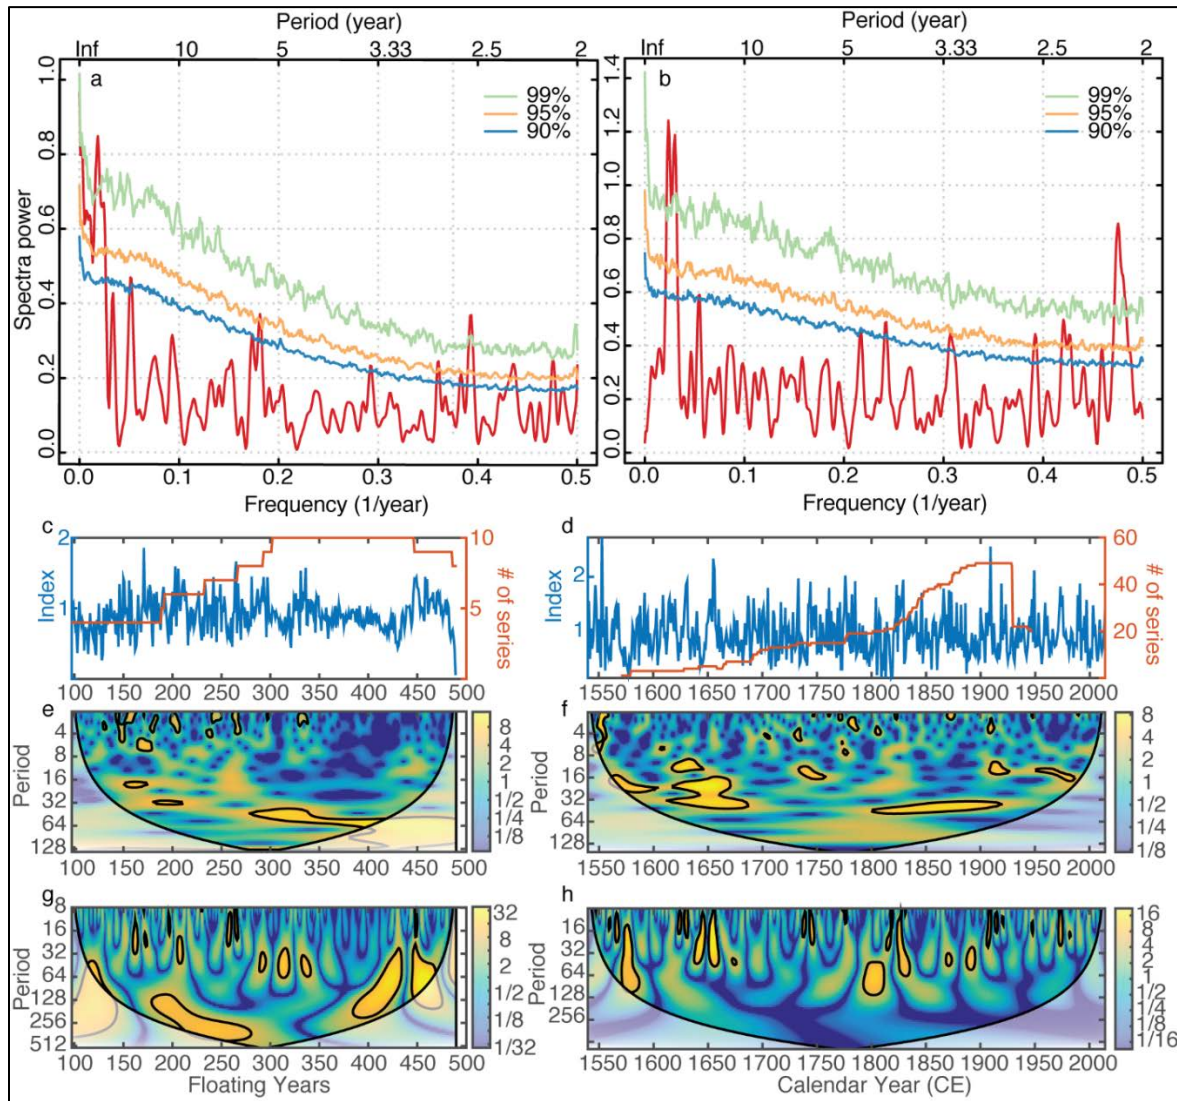 Period (year)
Inf 10 5 3.33 2.5 2
a
99%
95%
90%
Spectra power
1.0
0.8
0.6
0.4
0.2
0.0
0.0 0.1 0.2 0.3 0.4 0.5
Frequency (1/year)
Period (year)
Inf 10 5 3.33 2.5 2
b
99%
95%
90%
1.4
1.2
1.0
0.8
0.6
0.4
0.2
0.0
0.0 0.1 0.2 0.3 0.4 0.5
Frequency (1/year)
c
Index
2
1
10
5
# of series
100 150 200 250 300 350 400 450 500
d
Index
2
1
60
40
20
# of series
1550 1600 1650 1700 1750 1800 1850 1900 1950 2000
e
Period
4
8
16
32
64
128
8
4
2
1
1/2
1/4
1/8
100 150 200 250 300 350 400 450 500
f
Period
4
8
16
32
64
128
8
4
2
1
1/2
1/4
1/8
1550 1600 1650 1700 1750 1800 1850 1900 1950 2000
g
Period
8
16
32
64
128
256
512
32
8
2
1/2
1/8
1/32
100 150 200 250 300 350 400 450 500
Floating Years
h
Period
16
32
64
128
256
16
8
4
2
1
1/2
1/4
1/8
1/16
1550 1600 1650 1700 1750 1800 1850 1900 1950 2000
Calendar Year (CE)